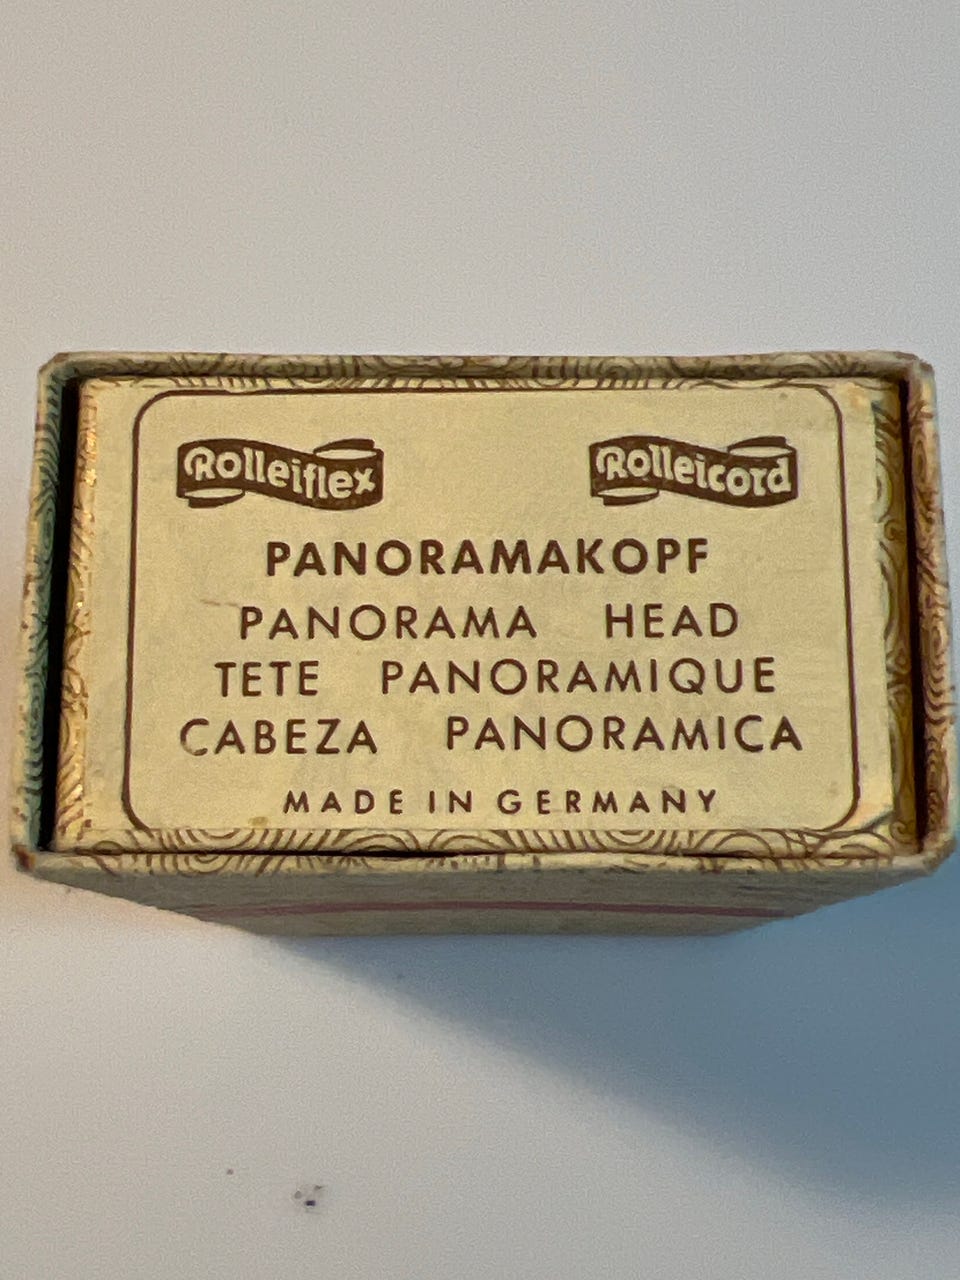 Rolleiflex Rolleicord
PANORAMAKOPF
PANORAMA HEAD
TETE PANORAMIQUE
CABEZA PANORAMICA
MADE IN GERMANY